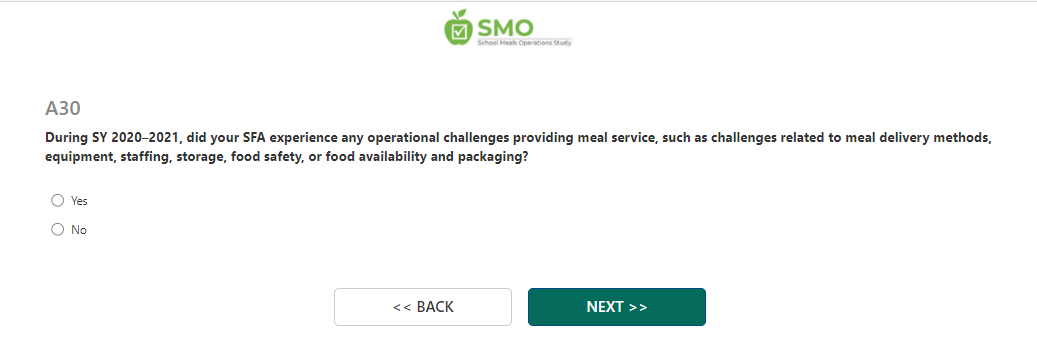 SMO
School Meals Operations Study
A30
During SY 2020–2021, did your SFA experience any operational challenges providing meal service, such as challenges related to meal delivery methods,
equipment, staffing, storage, food safety, or food availability and packaging?
Yes
No
<< BACK
NEXT >>